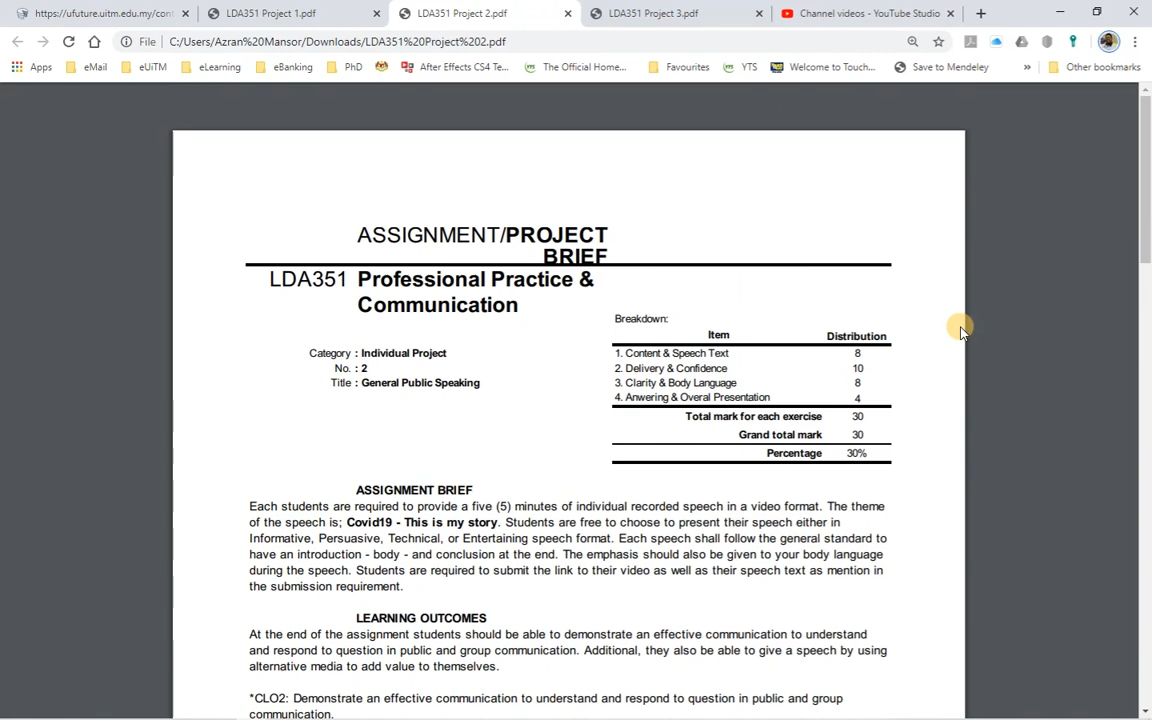 https://ufuture.uitm.edu.my/cont
LDA351 Project 1.pdf
LDA351 Project 2.pdf
LDA351 Project 3.pdf
Channel videos - YouTube Studio
File
C:/Users/Azran%20Mansor/Downloads/LDA351%20Project%202.pdf
Apps
eMail
eUiTM
eLearning
eBanking
PhD
After Effects CS4 Te...
The Official Home...
Favourites
YTS
Welcome to Touch...
Save to Mendeley
»
Other bookmarks
ASSIGNMENT/PROJECT
BRIEF
LDA351 Professional Practice &
Communication
Breakdown:
Item Distribution
Category : Individual Project
No. : 2
Title : General Public Speaking
1. Content & Speech Text 8
2. Delivery & Confidence 10
3. Clarity & Body Language 8
4. Anwering & Overal Presentation 4
Total mark for each exercise 30
Grand total mark 30
Percentage 30%
ASSIGNMENT BRIEF
Each students are required to provide a five (5) minutes of individual recorded speech in a video format. The theme
of the speech is; Covid19 - This is my story. Students are free to choose to present their speech either in
Informative, Persuasive, Technical, or Entertaining speech format. Each speech shall follow the general standard to
have an introduction - body - and conclusion at the end. The emphasis should also be given to your body language
during the speech. Students are required to submit the link to their video as well as their speech text as mention in
the submission requirement.
LEARNING OUTCOMES
At the end of the assignment students should be able to demonstrate an effective communication to understand
and respond to question in public and group communication. Additional, they also be able to give a speech by using
alternative media to add value to themselves.
*CLO2: Demonstrate an effective communication to understand and respond to question in public and group
communication.